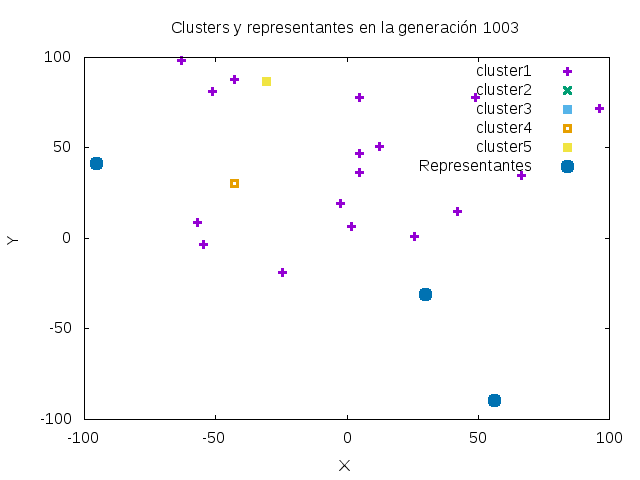 Clusters y representantes en la generación 1003
100
cluster1
cluster2
cluster3
cluster4
cluster5
50
Representantes
Y
0
-50
-100
-100
-50
0
50
100
X